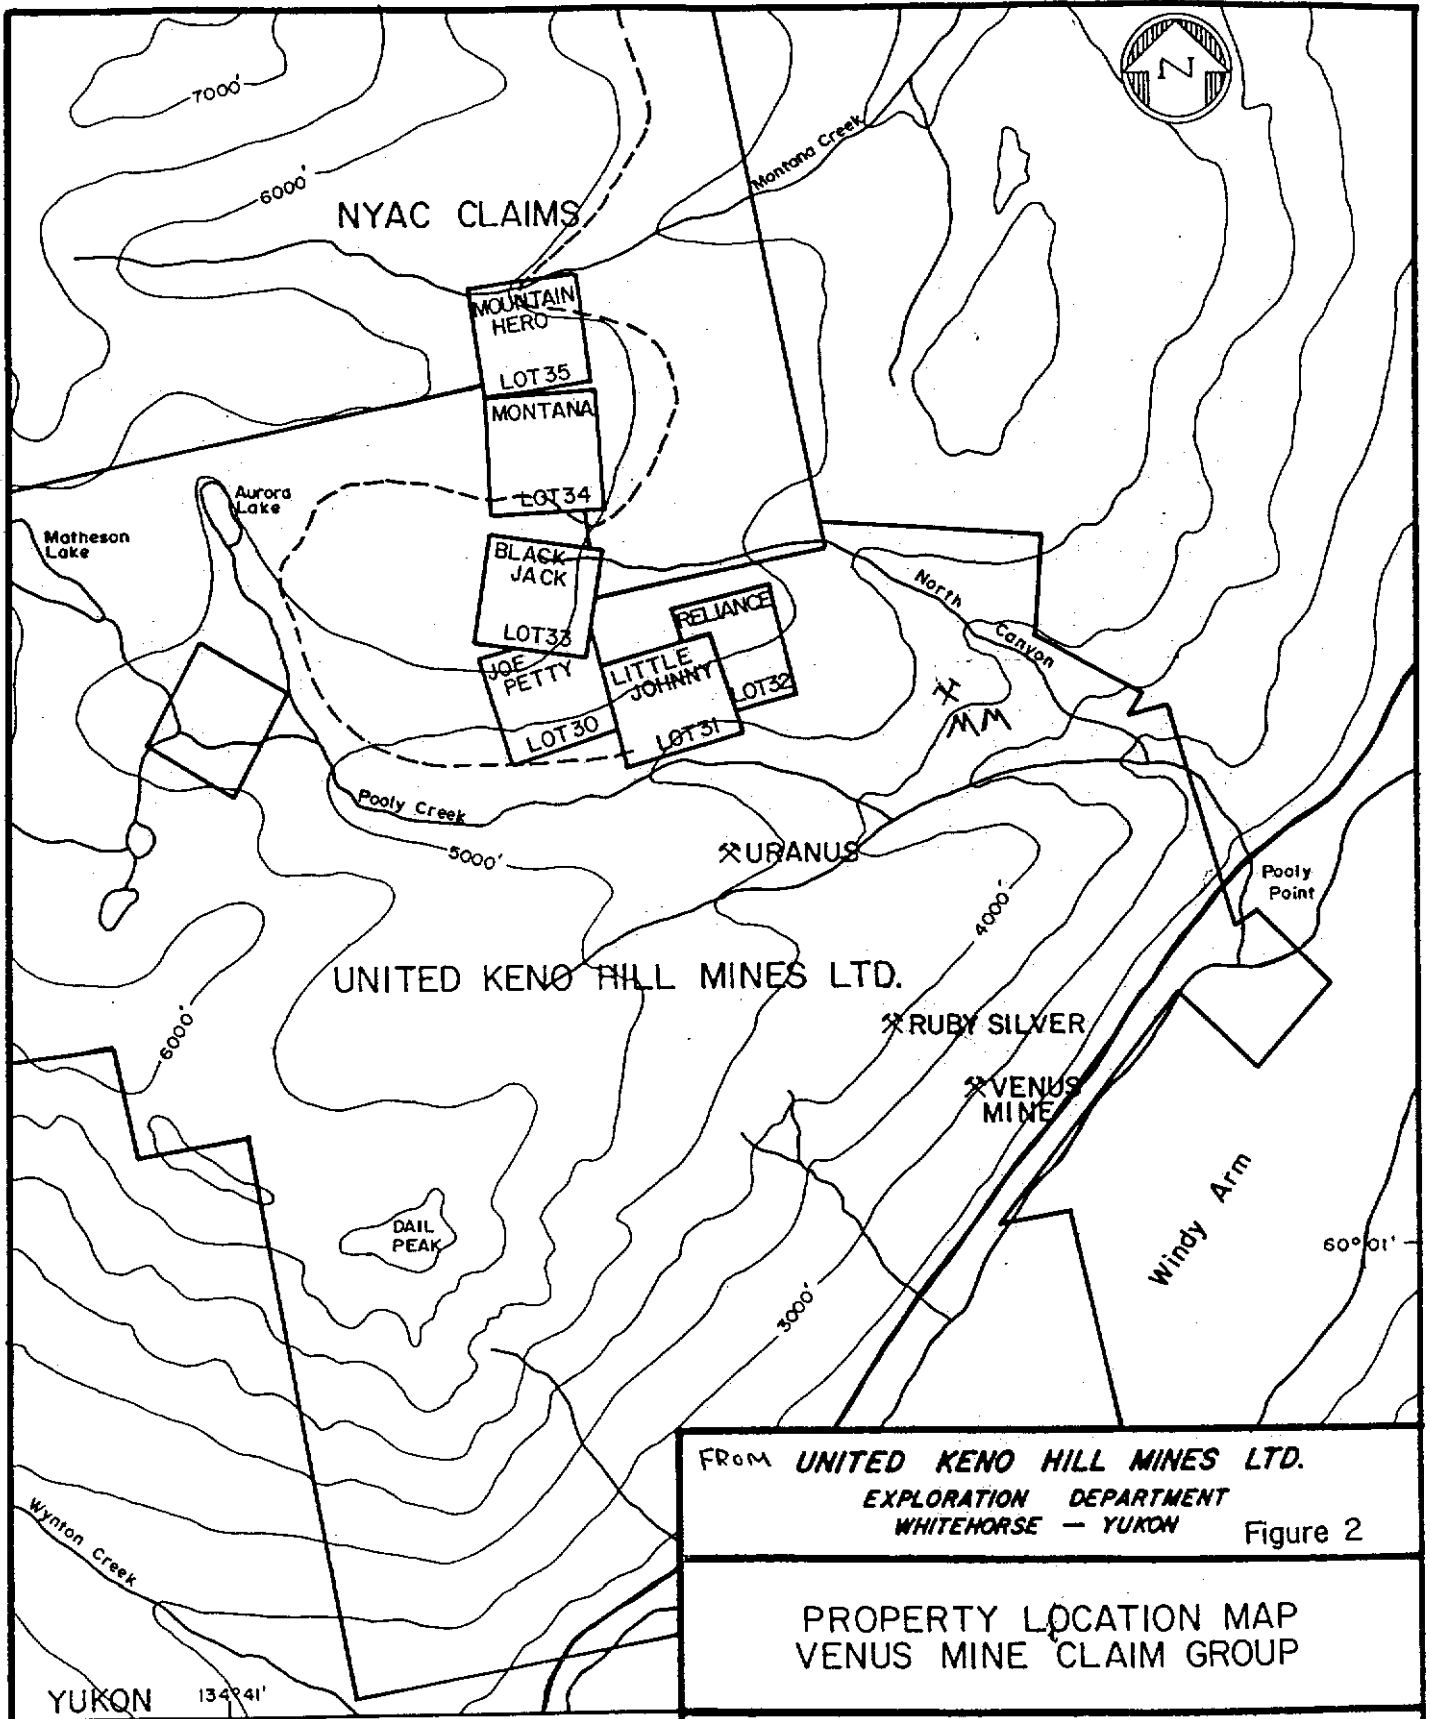 N
7000'
Montana Creek
6000'
NYAC CLAIMS
MOUNTAIN
HERO
LOT 35
MONTANA
LOT 34
Aurora
Lake
Matheson
Lake
BLACK
JACK
LOT 33
North
Canyon
RELIANCE
LOT 32
JOE
PETTY
LOT 30
LITTLE
JOHNNY
LOT 31
MM
Pooly Creek
5000'
URANUS
Pooly
Point
4000'
UNITED KENO HILL MINES LTD.
6000'
RUBY SILVER
VENUS
MINE
Windy Arm
DAIL
PEAK
60°01'
3000'
FROM UNITED KENO HILL MINES LTD.
EXPLORATION DEPARTMENT
WHITEHORSE — YUKON
Figure 2
Wynton Creek
PROPERTY LOCATION MAP
VENUS MINE CLAIM GROUP
YUKON
134°41'